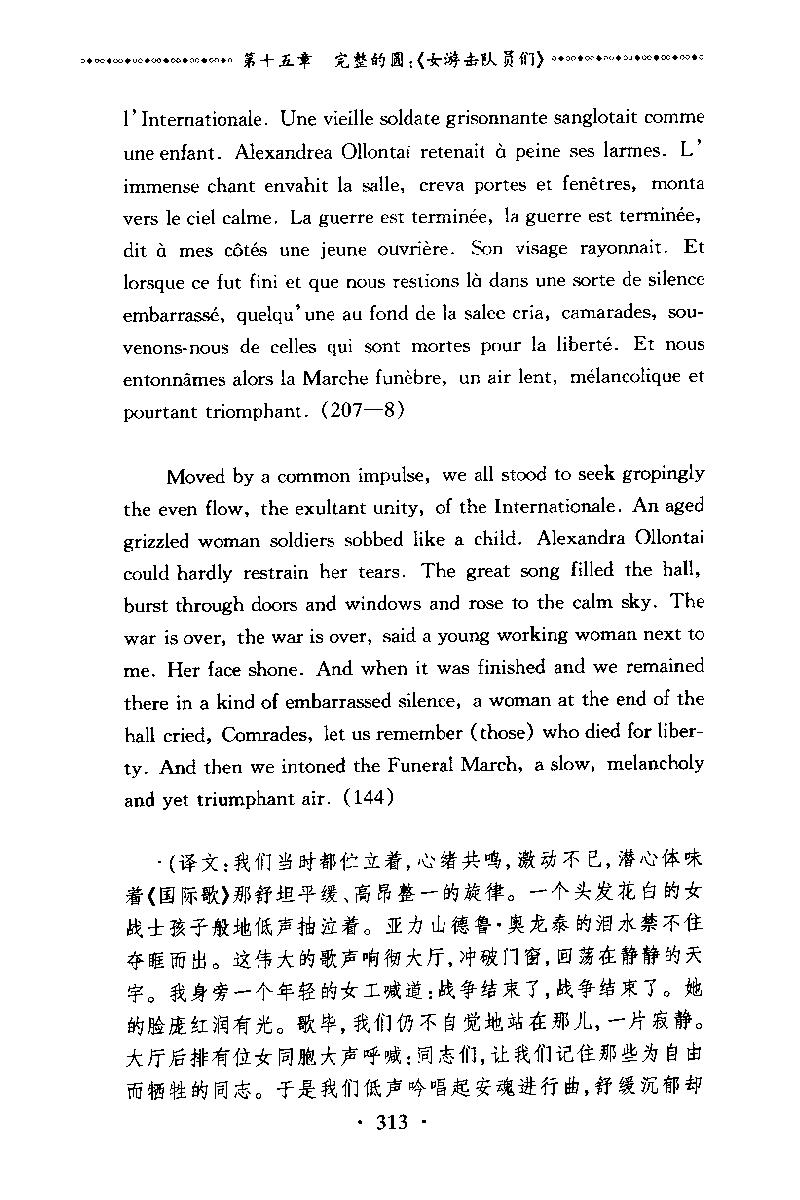 第十五章 完整的圆:《女游击队员们》
l'Internationale. Une vieille soldate grisonnante sanglotait comme
une enfant. Alexandrea Ollontaï retenait à peine ses larmes. L'
immense chant envahit la salle, creva portes et fenêtres, monta
vers le ciel calme. La guerre est terminée, la guerre est terminée,
dit à mes côtés une jeune ouvrière. Son visage rayonnait. Et
lorsque ce fut fini et que nous restions là dans une sorte de silence
embarrassé, quelqu'une au fond de la salee cria, camarades, sou-
venons-nous de celles qui sont mortes pour la liberté. Et nous
entonnâmes alors la Marche funèbre, un air lent, mélancolique et
pourtant triomphant. (207—8)
Moved by a common impulse, we all stood to seek gropingly
the even flow, the exultant unity, of the Internationale. An aged
grizzled woman soldiers sobbed like a child. Alexandra Ollontai
could hardly restrain her tears. The great song filled the hall,
burst through doors and windows and rose to the calm sky. The
war is over, the war is over, said a young working woman next to
me. Her face shone. And when it was finished and we remained
there in a kind of embarrassed silence, a woman at the end of the
hall cried, Comrades, let us remember (those) who died for liber-
ty. And then we intoned the Funeral March, a slow, melancholy
and yet triumphant air. (144)
·(译文:我们当时都伫立着,心绪共鸣,激动不已,潜心体味
着《国际歌》那舒坦平缓、高昂整一的旋律。一个头发花白的女
战士孩子般地低声抽泣着。亚力山德鲁·奥龙泰的泪水禁不住
夺眶而出。这伟大的歌声响彻大厅,冲破门窗,回荡在静静的天
宇。我身旁一个年轻的女工喊道:战争结束了,战争结束了。她
的脸庞红润有光。歌毕,我们仍不自觉地站在那儿,一片寂静。
大厅后排有位女同胞大声呼喊:同志们,让我们记住那些为自由
而牺牲的同志。于是我们低声吟唱起安魂进行曲,舒缓沉郁却
· 313 ·